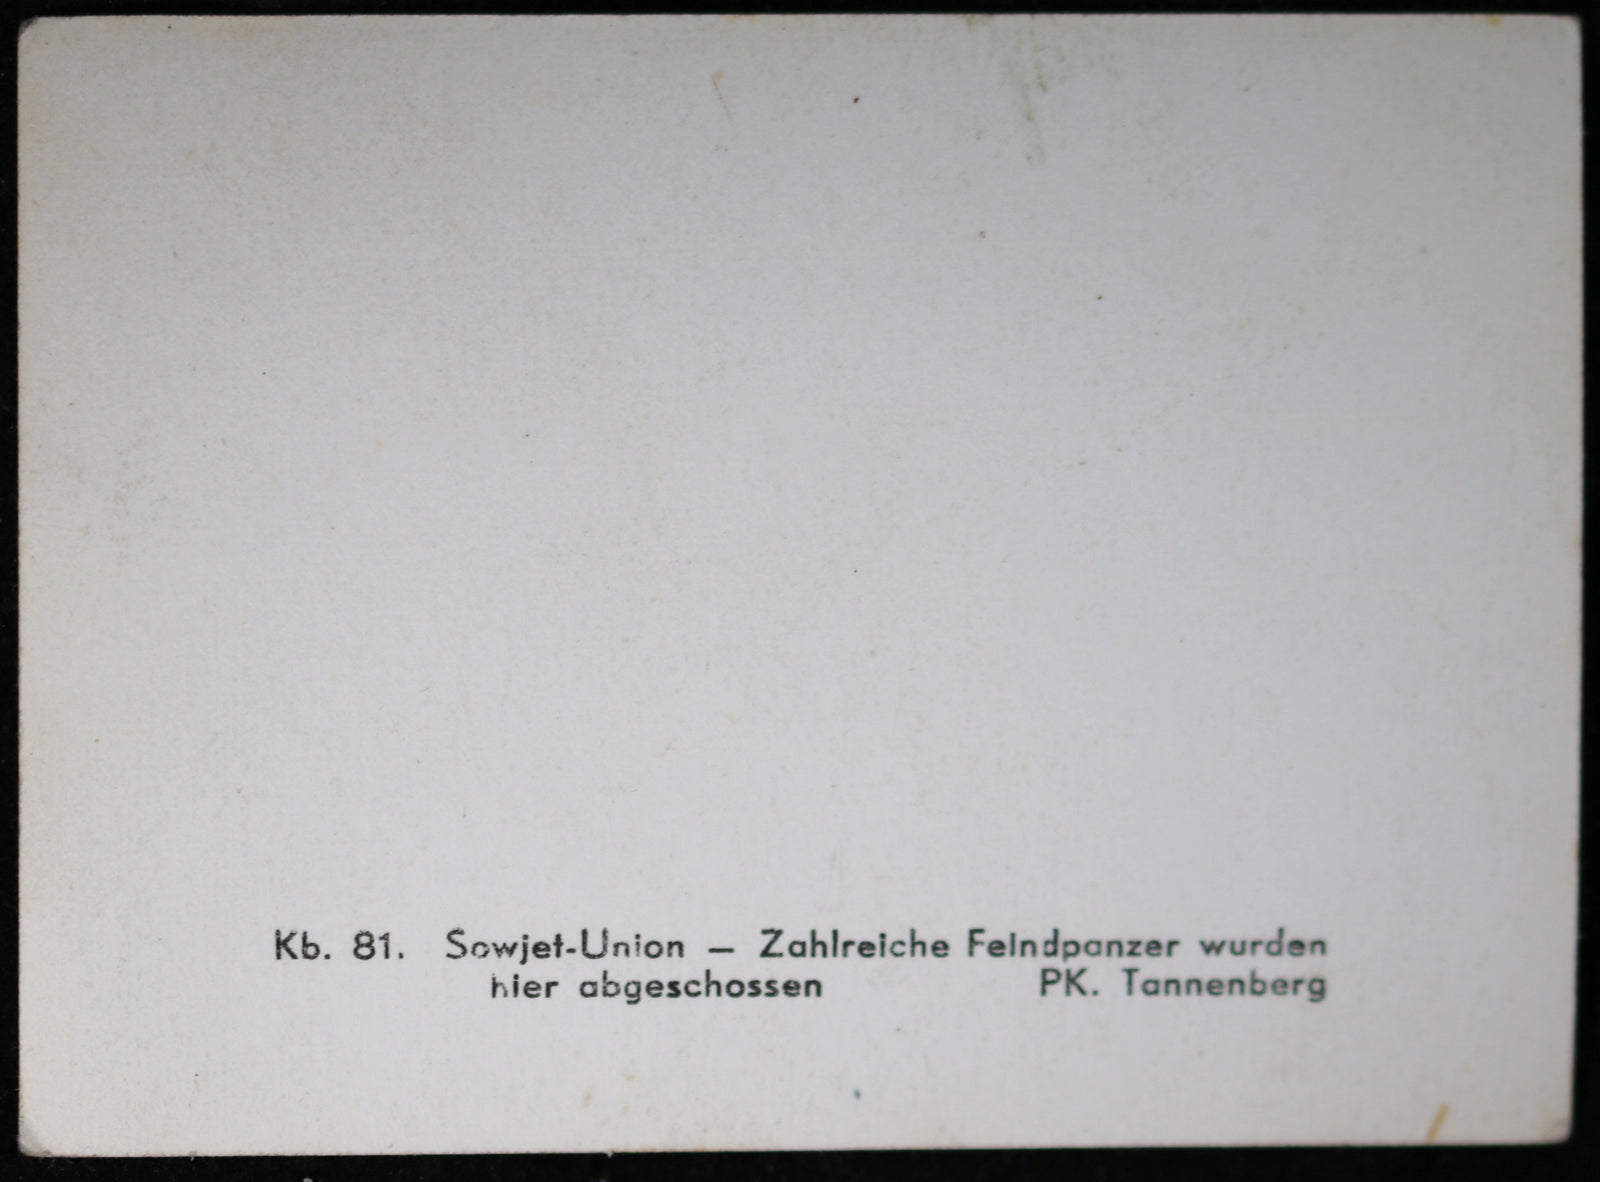 Kb. 81. Sowjet-Union – Zahlreiche Feindpanzer wurden
hier abgeschossen PK. Tannenberg